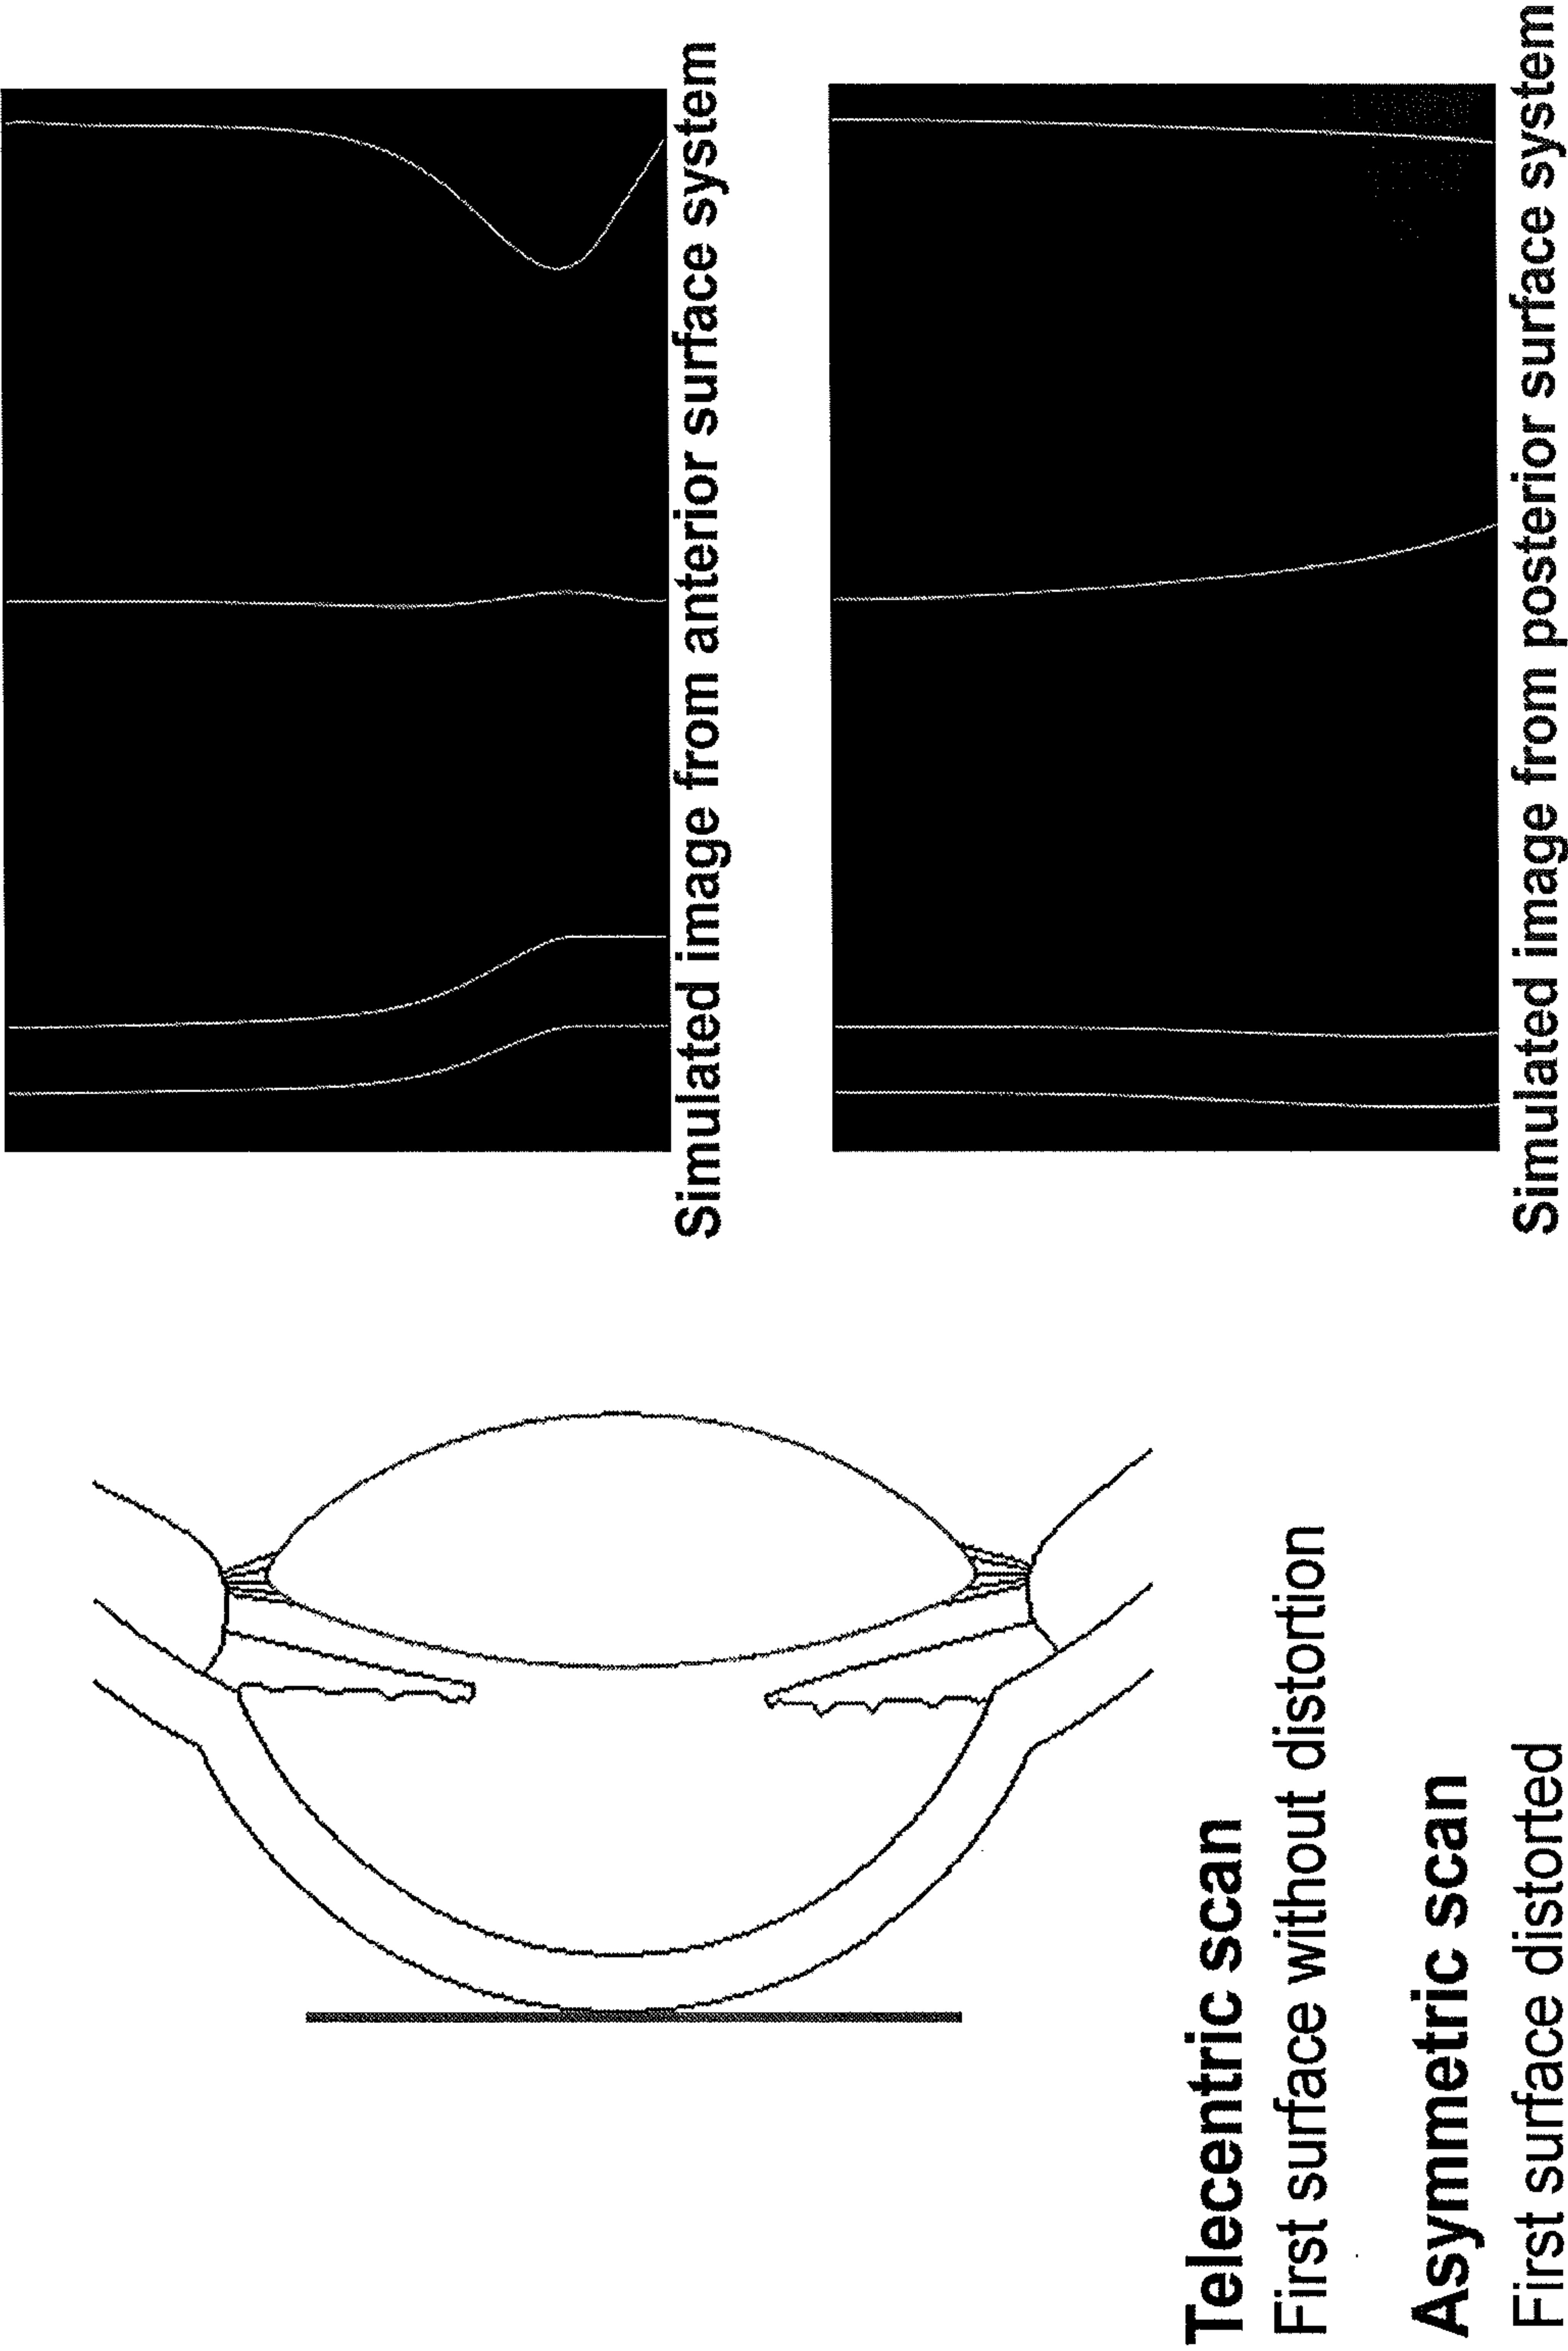 Telecentric scan
First surface without distortion
Asymmetric scan
First surface distorted
Simulated image from anterior surface system
Simulated image from posterior surface system